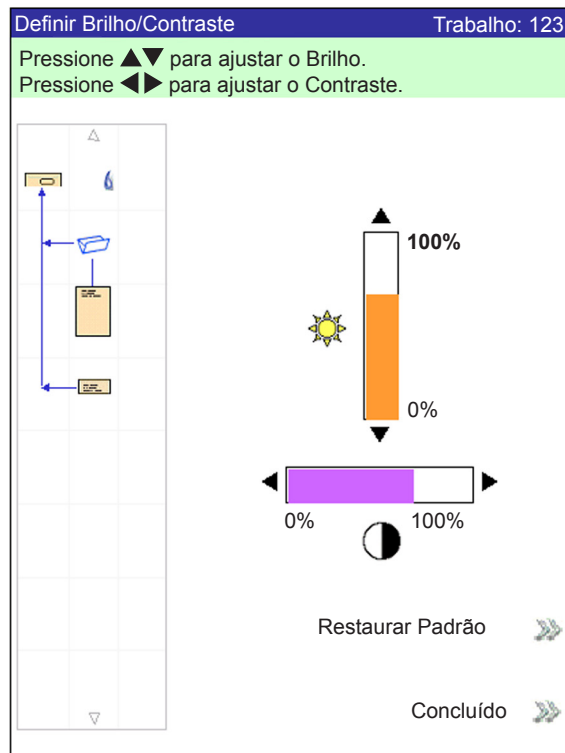 Definir Brilho/Contraste Trabalho: 123
Pressione ▲▼ para ajustar o Brilho.
Pressione ◀▶ para ajustar o Contraste.
100%
0%
0% 100%
Restaurar Padrão
Concluído